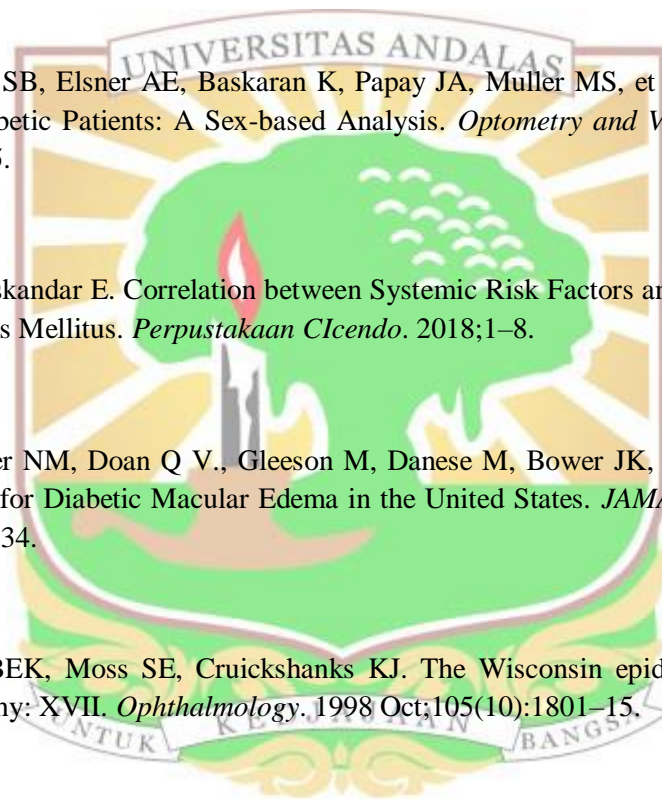 UNIVERSITAS ANDALAS
SB, Elsner AE, Baskaran K, Papay JA, Muller MS, et
betic Patients: A Sex-based Analysis. Optometry and V
5.
skandar E. Correlation between Systemic Risk Factors an
s Mellitus. Perpustakaan CIcendo. 2018;1–8.
er NM, Doan Q V., Gleeson M, Danese M, Bower JK,
for Diabetic Macular Edema in the United States. JAMA
34.
BEK, Moss SE, Cruickshanks KJ. The Wisconsin epid
hy: XVII. Ophthalmology. 1998 Oct;105(10):1801–15.
UNTUK KEDJAJAAN BANGSA